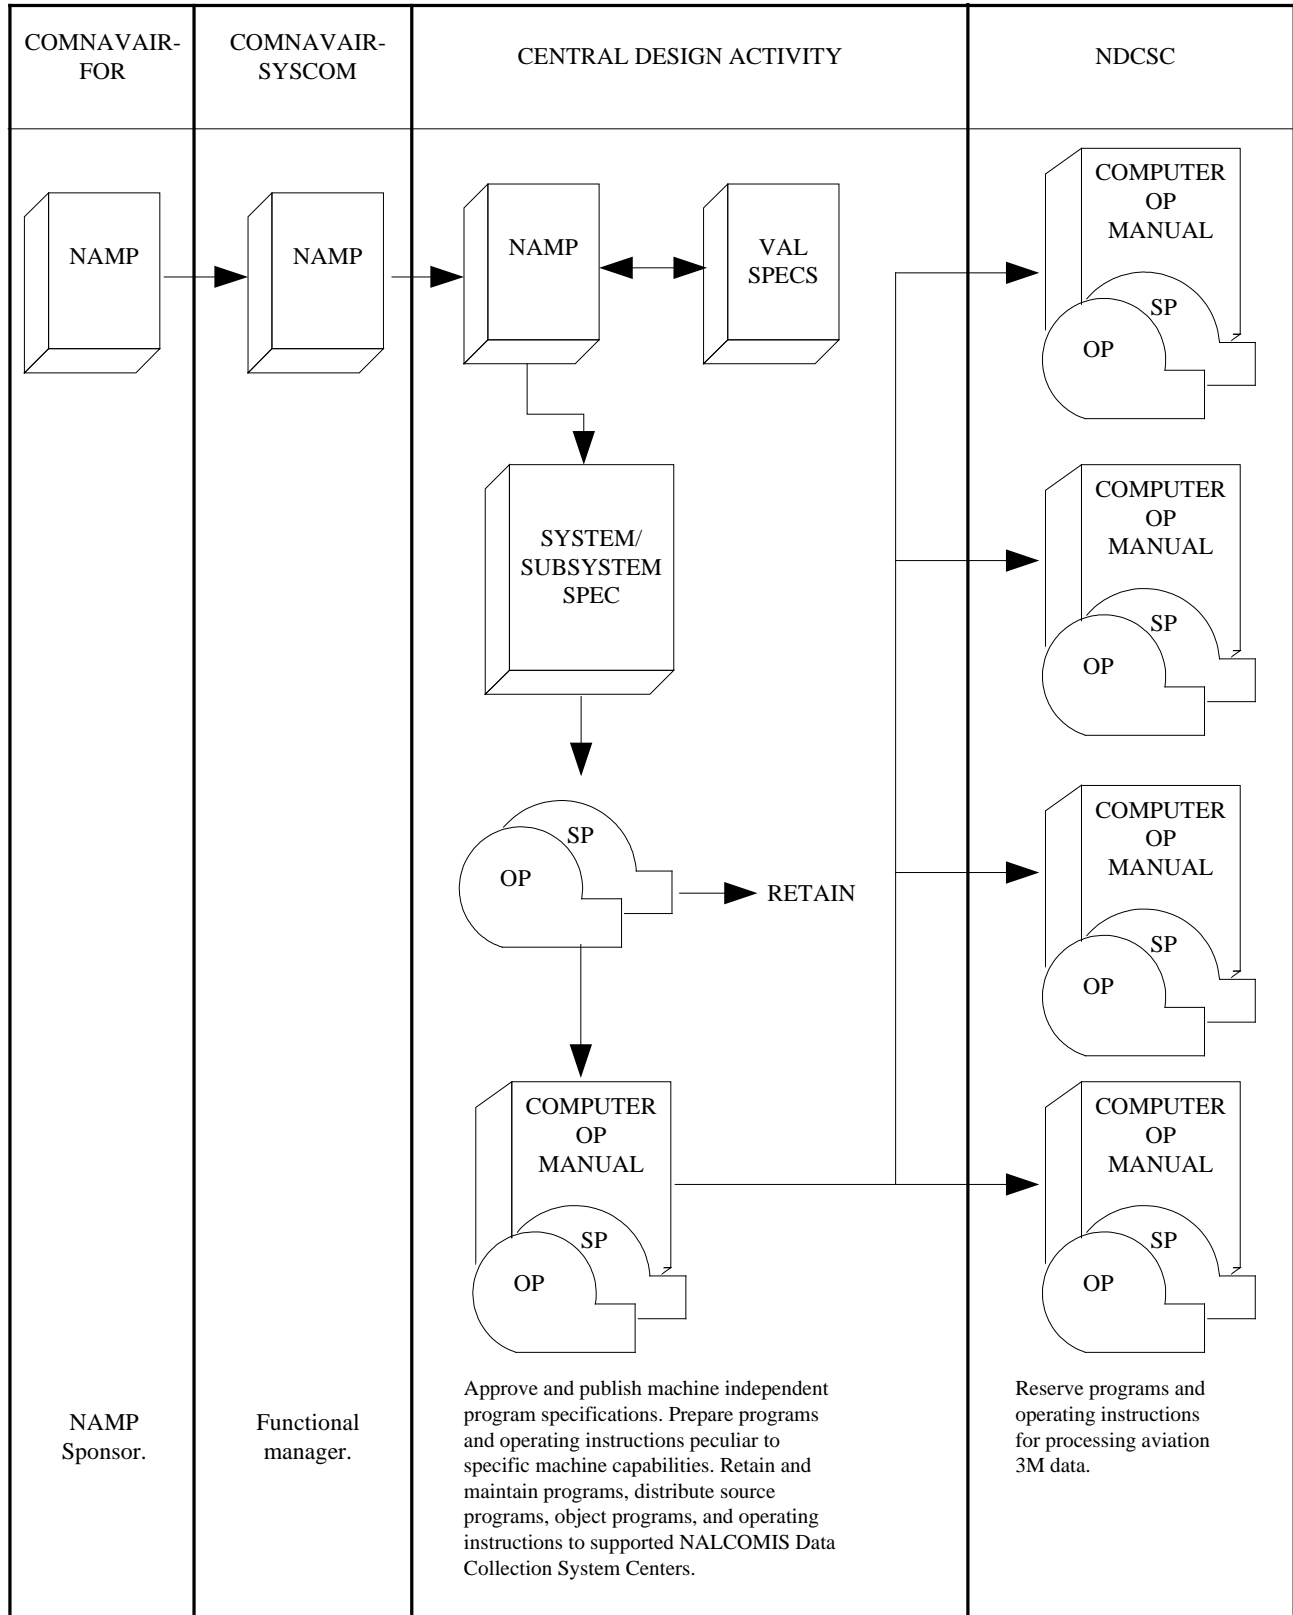 COMNAVAIR-
FOR
COMNAVAIR-
SYSCOM
CENTRAL DESIGN ACTIVITY
NDCSC
NAMP
NAMP
NAMP
VAL
SPECS
COMPUTER
OP
MANUAL
SP
OP
SYSTEM/
SUBSYSTEM
SPEC
COMPUTER
OP
MANUAL
SP
OP
SP
OP
RETAIN
COMPUTER
OP
MANUAL
SP
OP
COMPUTER
OP
MANUAL
SP
OP
COMPUTER
OP
MANUAL
SP
OP
NAMP
Sponsor.
Functional
manager.
Approve and publish machine independent
program specifications. Prepare programs
and operating instructions peculiar to
specific machine capabilities. Retain and
maintain programs, distribute source
programs, object programs, and operating
instructions to supported NALCOMIS Data
Collection System Centers.
Reserve programs and
operating instructions
for processing aviation
3M data.